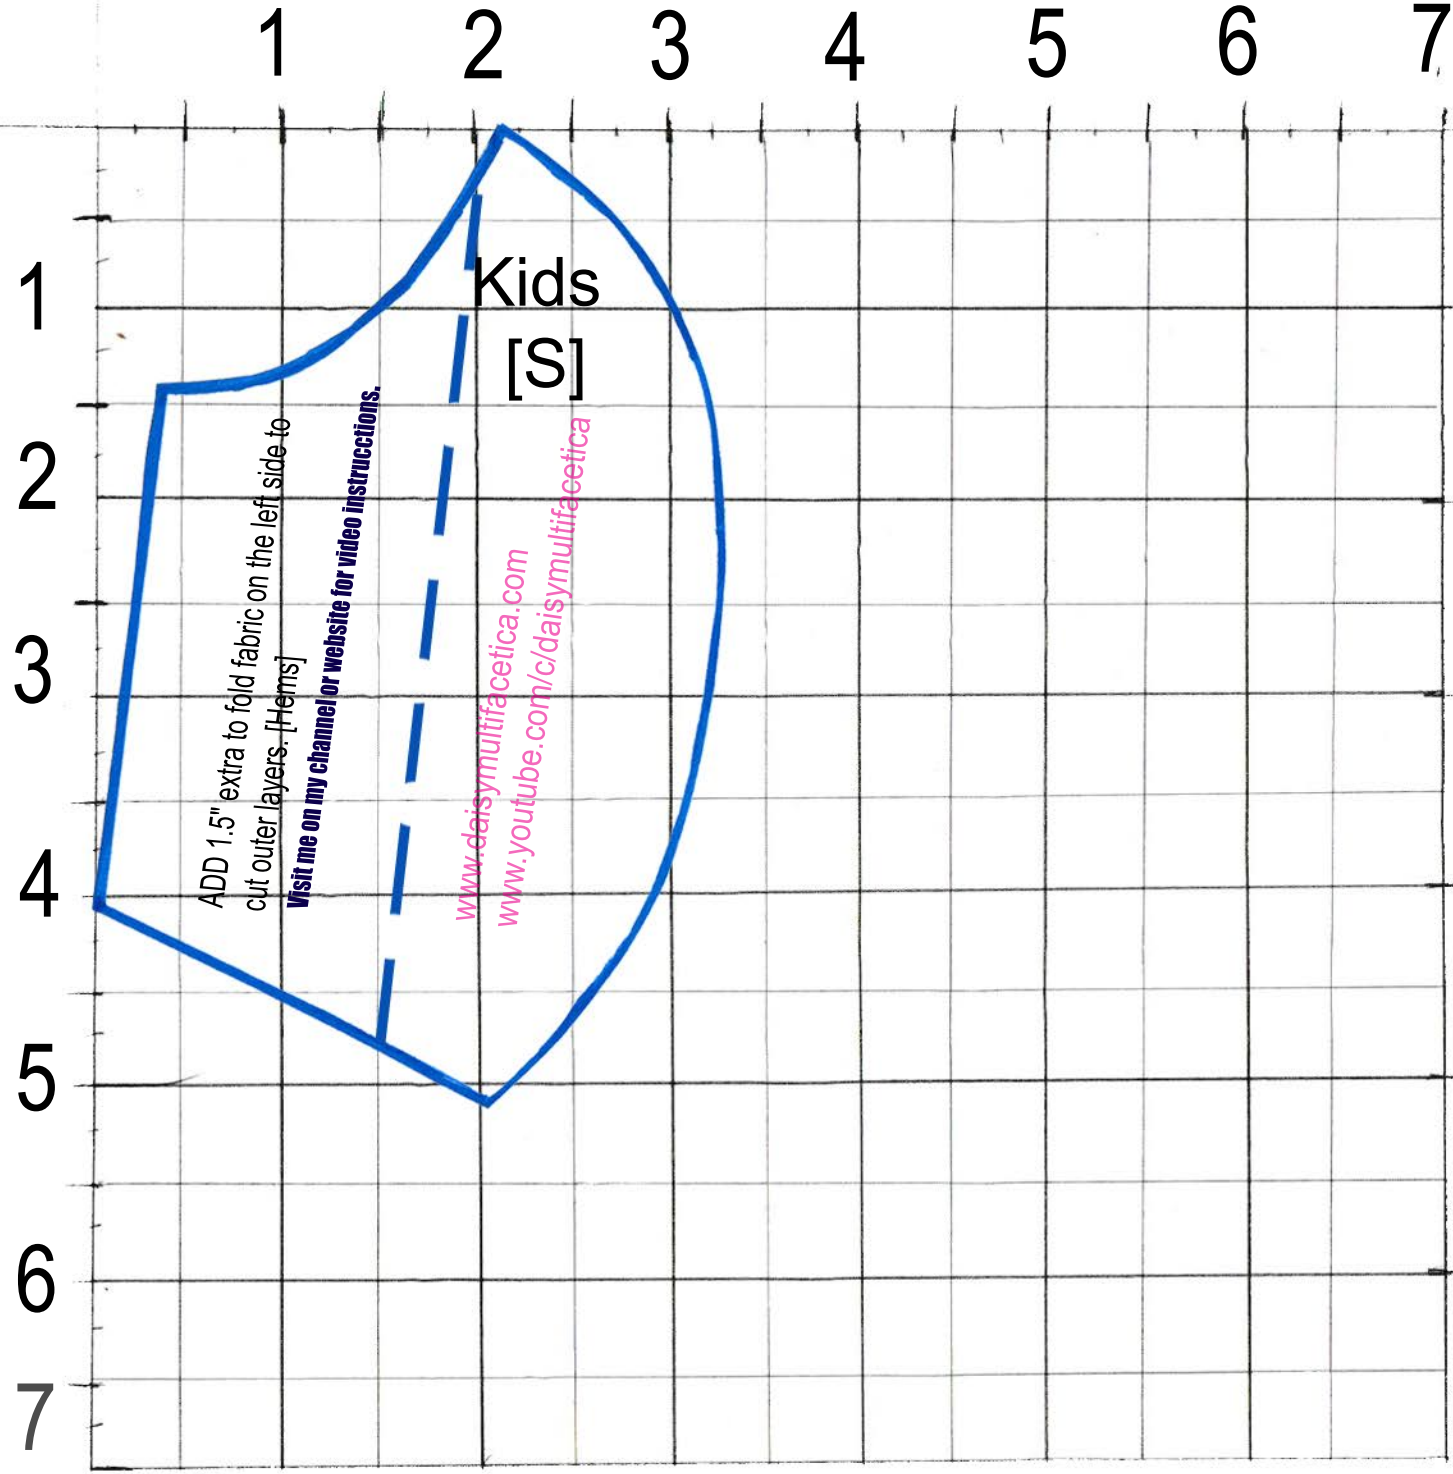 1 2 3 4 5 6 7
1
2
3
4
5
6
7
Kids
[S]
ADD 1.5" extra to fold fabric on the left side to
cut outer layers. [Hems]
Visit me on my channel or website for video instrucctions.
www.daisymultifacetica.com
www.youtube.com/c/daisymultifacetica